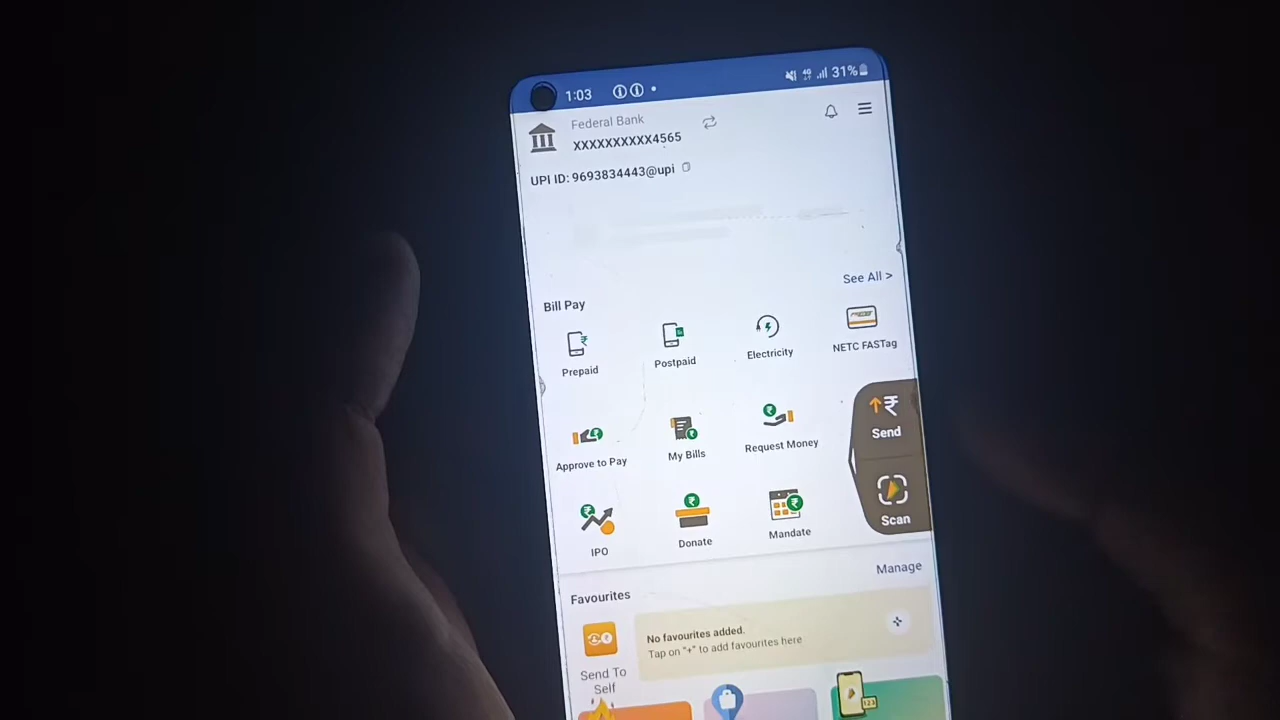 1:03
4G 31%
Federal Bank
XXXXXXXXXX4565
UPI ID: 9693834443@upi
See All >
Bill Pay
Prepaid
Postpaid
Electricity
NETC FASTag
Approve to Pay
My Bills
Request Money
Send
IPO
Donate
Mandate
Scan
Favourites
Manage
No favourites added.
Tap on "+" to add favourites here
Send To
Self